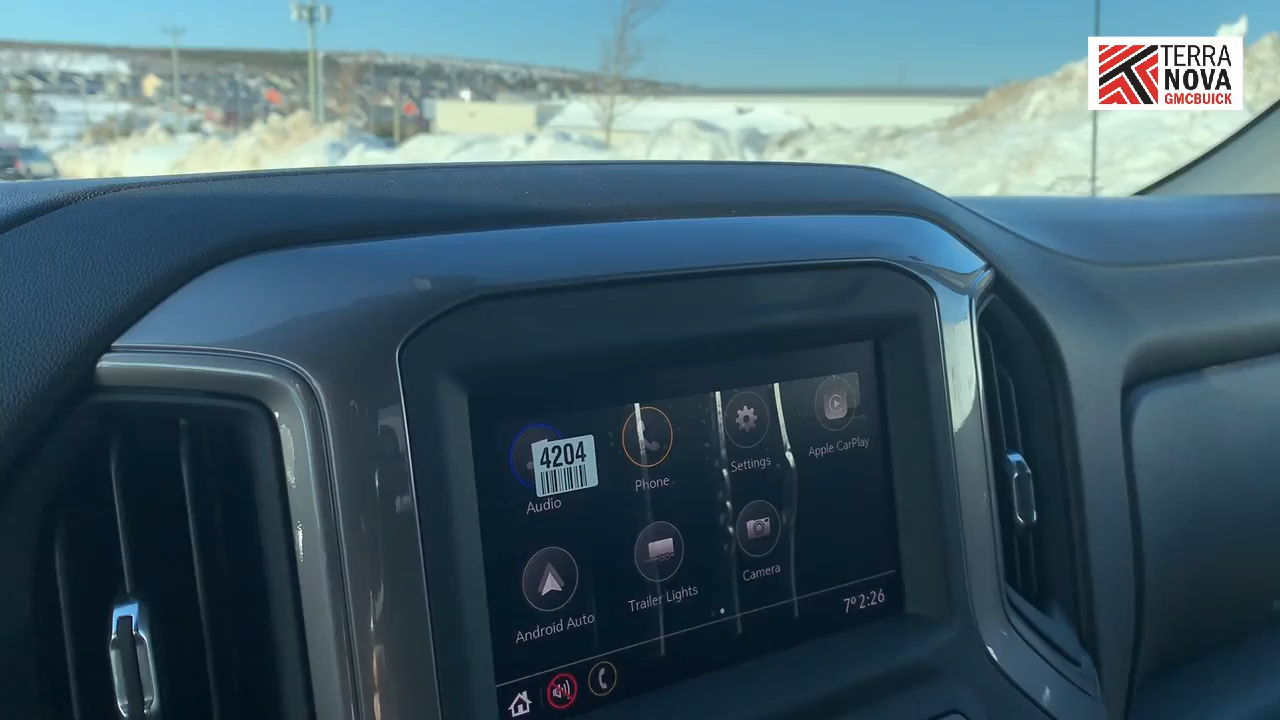 TERRA
NOVA
GMCBUICK
4204
Audio
Phone
Settings
Apple CarPlay
Android Auto
Trailer Lights
Camera
7° 2:26